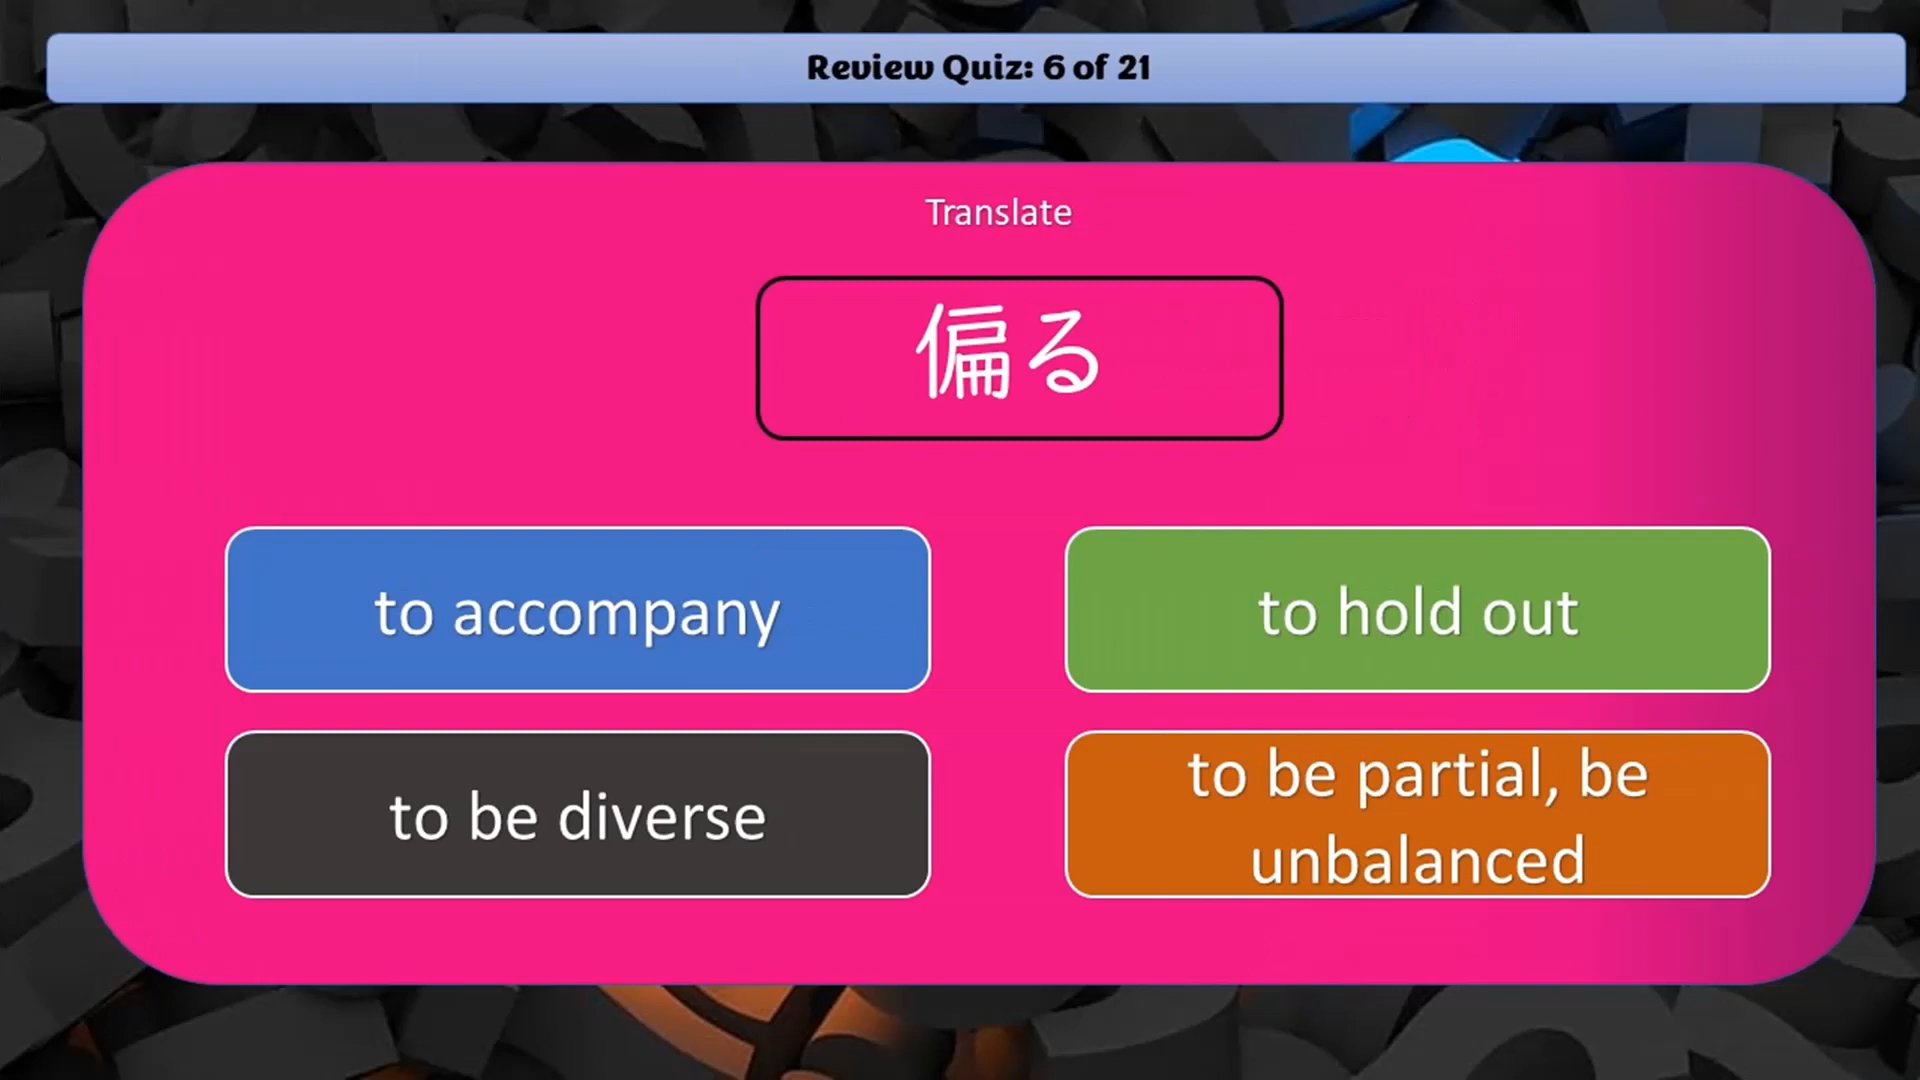 Review Quiz: 6 of 21
Translate
偏る
to accompany
to hold out
to be diverse
to be partial, be
unbalanced